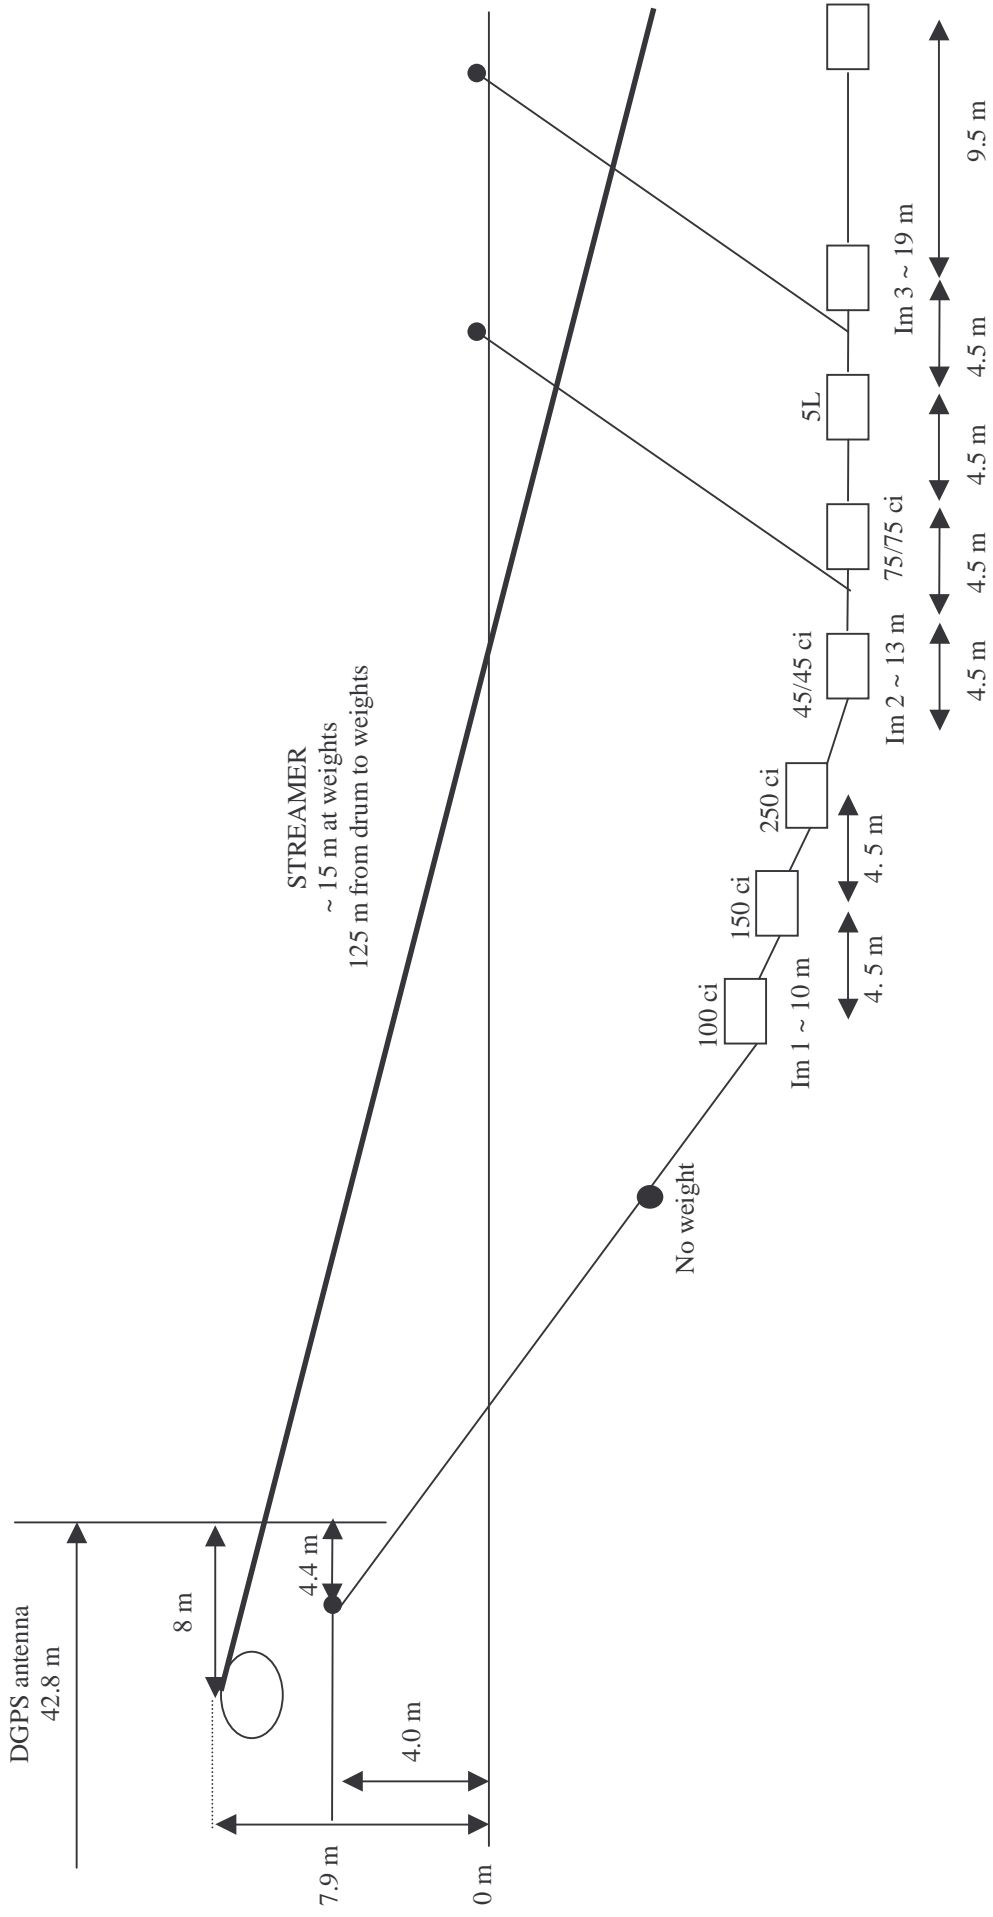 DGPS antenna
42.8 m
8 m
4.4 m
4.0 m
7.9 m
0 m
STREAMER
~ 15 m at weights
125 m from drum to weights
No weight
100 ci
Im 1 ~ 10 m
150 ci
250 ci
4. 5 m
4. 5 m
45/45 ci
Im 2 ~ 13 m
75/75 ci
5L
Im 3 ~ 19 m
4.5 m
4.5 m
4.5 m
4.5 m
9.5 m